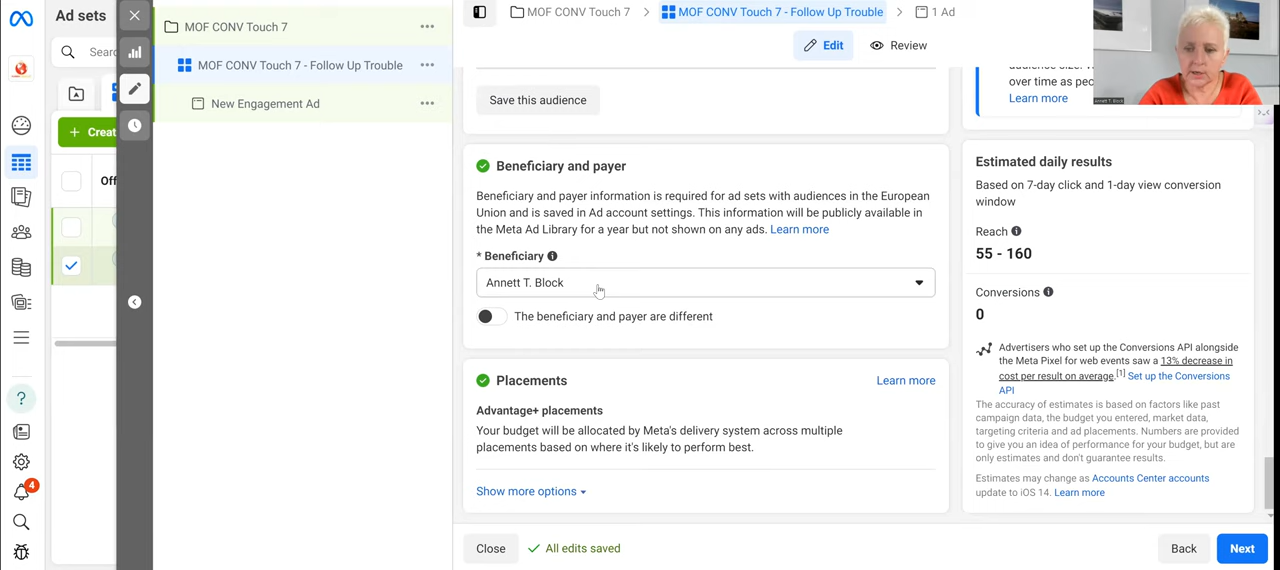 Ad sets
Searc
+ Creat
Off
4
MOF CONV Touch 7
MOF CONV Touch 7 - Follow Up Trouble
New Engagement Ad
MOF CONV Touch 7 > MOF CONV Touch 7 - Follow Up Trouble > 1 Ad
Edit
Review
Save this audience
Beneficiary and payer
Beneficiary and payer information is required for ad sets with audiences in the European
Union and is saved in Ad account settings. This information will be publicly available in
the Meta Ad Library for a year but not shown on any ads. Learn more
* Beneficiary
Annett T. Block
The beneficiary and payer are different
Placements
Learn more
Advantage+ placements
Your budget will be allocated by Meta's delivery system across multiple
placements based on where it's likely to perform best.
Show more options
Close
All edits saved
Back
Next
over time as peo
Learn more
Annett T. Block
Estimated daily results
Based on 7-day click and 1-day view conversion
window
Reach
55 - 160
Conversions
0
Advertisers who set up the Conversions API alongside
the Meta Pixel for web events saw a 13% decrease in
cost per result on average.[1] Set up the Conversions
API
The accuracy of estimates is based on factors like past
campaign data, the budget you entered, market data,
targeting criteria and ad placements. Numbers are provided
to give you an idea of performance for your budget, but are
only estimates and don't guarantee results.
Estimates may change as Accounts Center accounts
update to iOS 14. Learn more